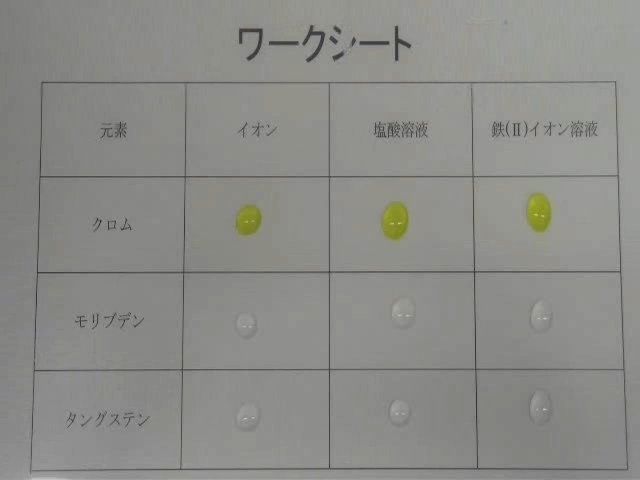 ワークシート
元素
イオン
塩酸溶液
鉄(Ⅱ)イオン溶液
クロム
モリブデン
タングステン